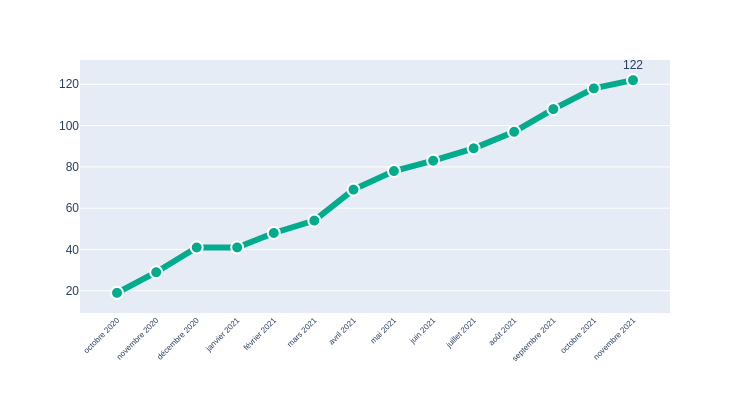 122
120
100
80
60
40
20
octobre 2020
novembre 2020
décembre 2020
janvier 2021
février 2021
mars 2021
avril 2021
mai 2021
juin 2021
juillet 2021
août 2021
septembre 2021
octobre 2021
novembre 2021